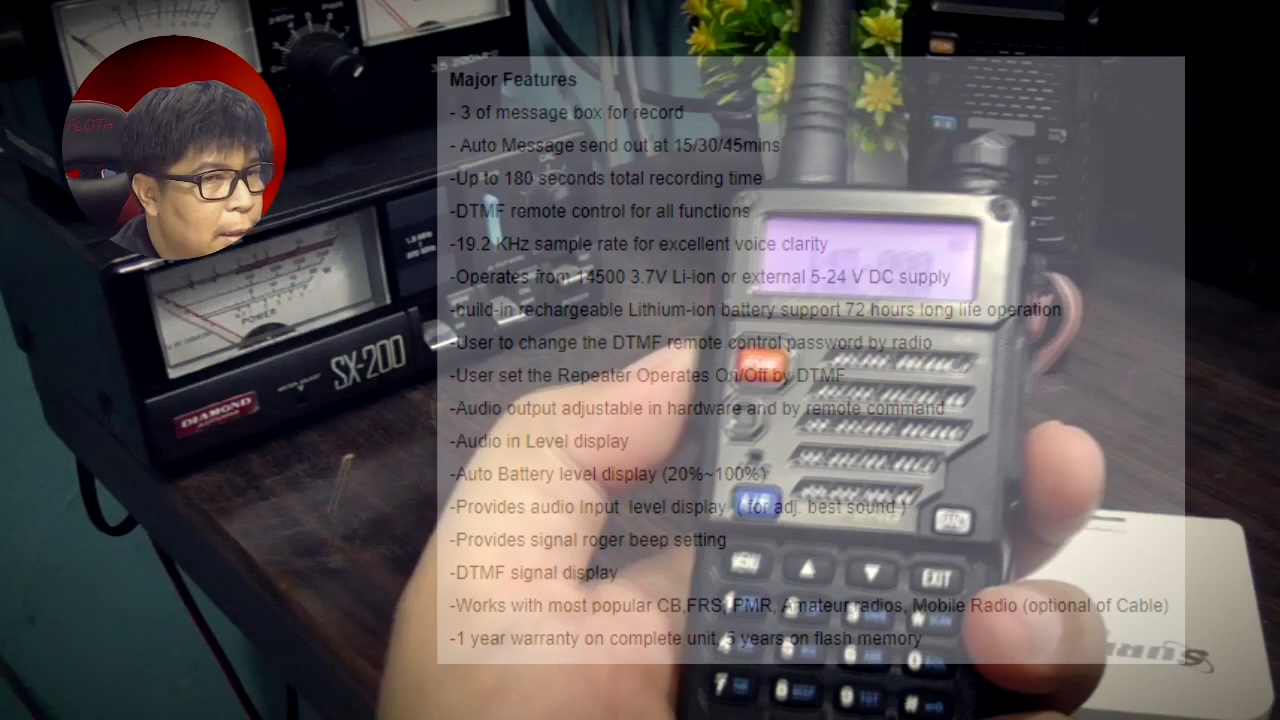 Major Features
- 3 of message box for record
- Auto Message send out at 15/30/45mins
-Up to 180 seconds total recording time
-DTMF remote control for all functions
-19.2 KHz sample rate for excellent voice clarity
-Operates from 14500 3.7V Li-ion or external 5-24 V DC supply
-build-in rechargeable Lithium-ion battery support 72 hours long life operation
-User to change the DTMF remote control password by radio
-User set the Repeater Operates On/Off by DTMF
-Audio output adjustable in hardware and by remote command
-Audio in Level display
-Auto Battery level display (20%~100%)
-Provides audio Input  level display  ( for adj. best sound )
-Provides signal roger beep setting
-DTMF signal display
-Works with most popular CB,FRS, PMR, Amateur radios, Mobile Radio (optional of Cable)
-1 year warranty on complete unit, 5 years on flash memory
FLOTH
POWER
SX-200
DIAMOND
ANTENNA
A/B
MENU
EXIT